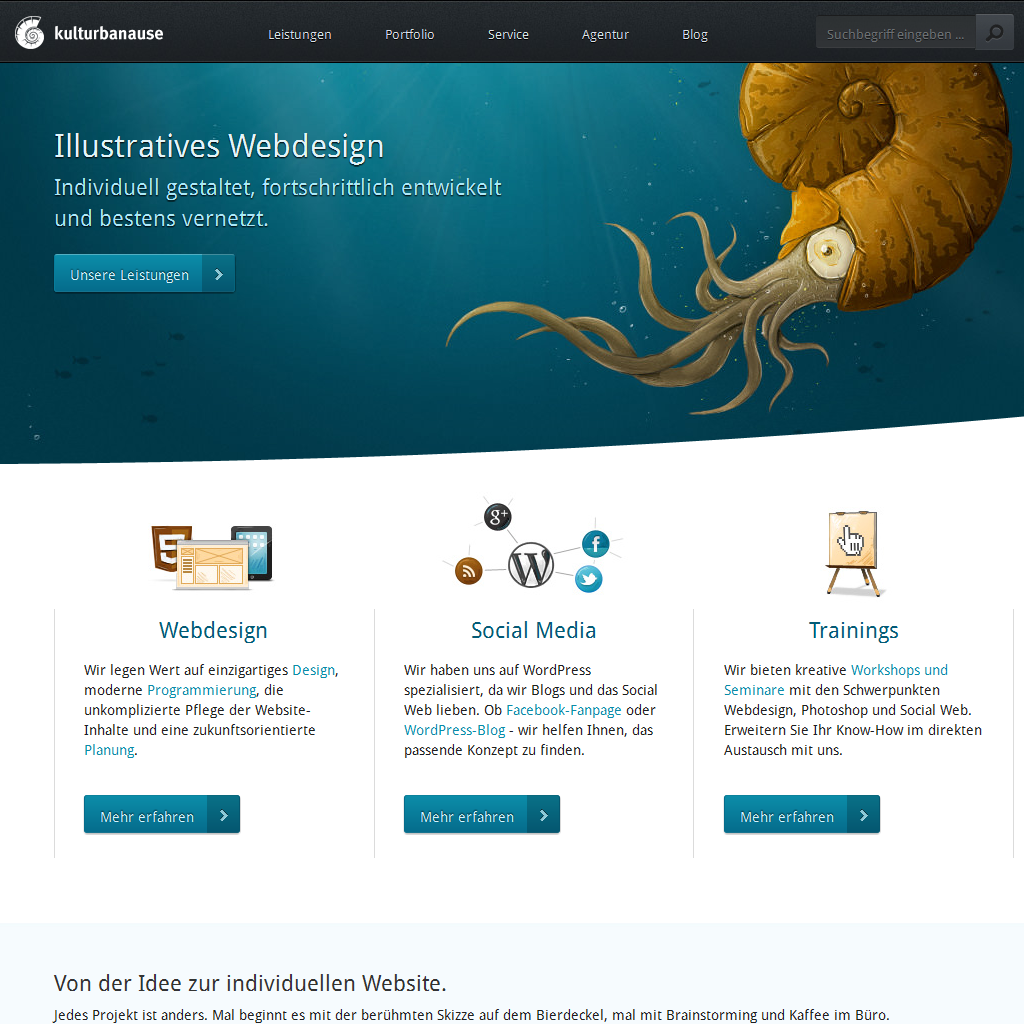 kulturbanause
Leistungen
Portfolio
Service
Agentur
Blog
Suchbegriff eingeben ...
Illustratives Webdesign
Individuell gestaltet, fortschrittlich entwickelt
und bestens vernetzt.
Unsere Leistungen
g+
f
W
5
Webdesign
Wir legen Wert auf einzigartiges Design,
moderne Programmierung, die
unkomplizierte Pflege der Website-
Inhalte und eine zukunftsorientierte
Planung.
Mehr erfahren
Social Media
Wir haben uns auf WordPress
spezialisiert, da wir Blogs und das Social
Web lieben. Ob Facebook-Fanpage oder
WordPress-Blog - wir helfen Ihnen, das
passende Konzept zu finden.
Mehr erfahren
Trainings
Wir bieten kreative Workshops und
Seminare mit den Schwerpunkten
Webdesign, Photoshop und Social Web.
Erweitern Sie Ihr Know-How im direkten
Austausch mit uns.
Mehr erfahren
Von der Idee zur individuellen Website.
Jedes Projekt ist anders. Mal beginnt es mit der berühmten Skizze auf dem Bierdeckel, mal mit Brainstorming und Kaffee im Büro.